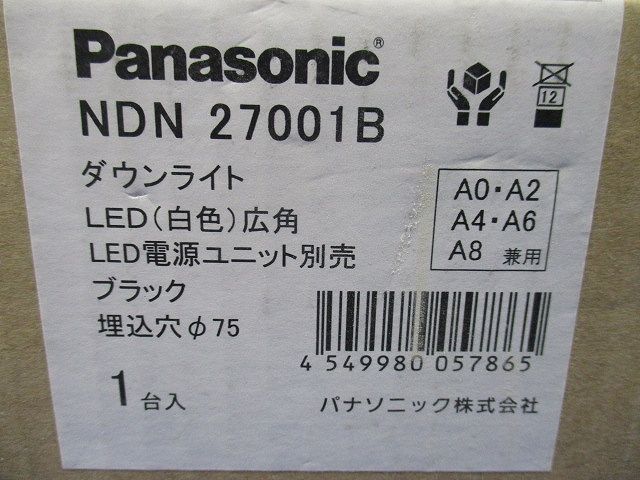 Panasonic®
NDN 27001B
12
ダウンライト
LED(白色)広角
LED電源ユニット別売
ブラック
埋込穴φ75
A0・A2
A4・A6
A8 兼用
4 549980 057865
1台入
パナソニック株式会社